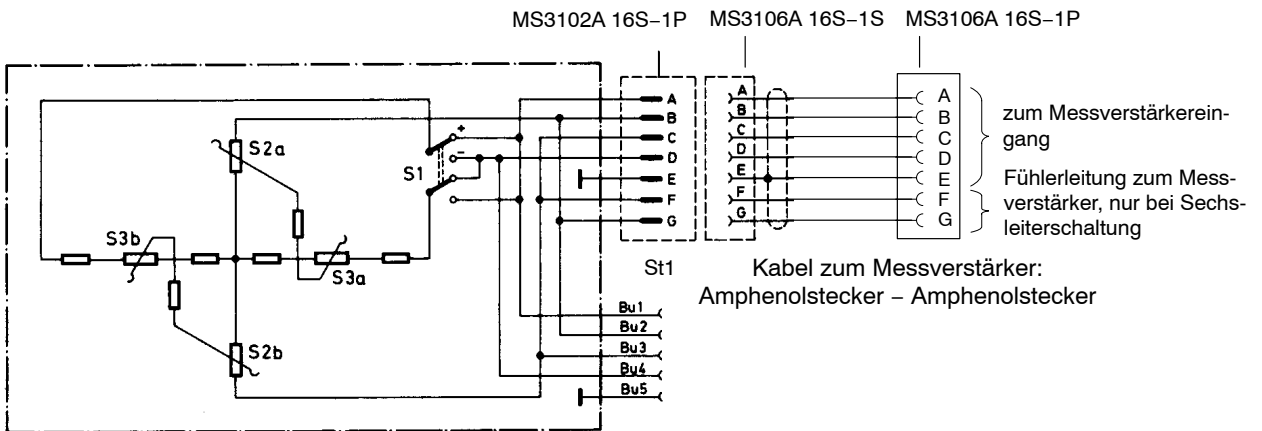 MS3102A 16S–1P MS3106A 16S–1S MS3106A 16S–1P
A
B
C
D
E
F
G
A
B
C
D
E
F
G
A
B
C
D
E
F
G
zum Messverstärkerein-
gang
Fühlerleitung zum Mess-
verstärker, nur bei Sechs-
leiterschaltung
S2a
S1
+
–
S3b
S3a
S2b
St1
Kabel zum Messverstärker:
Amphenolstecker – Amphenolstecker
Bu1
Bu2
Bu3
Bu4
Bu5